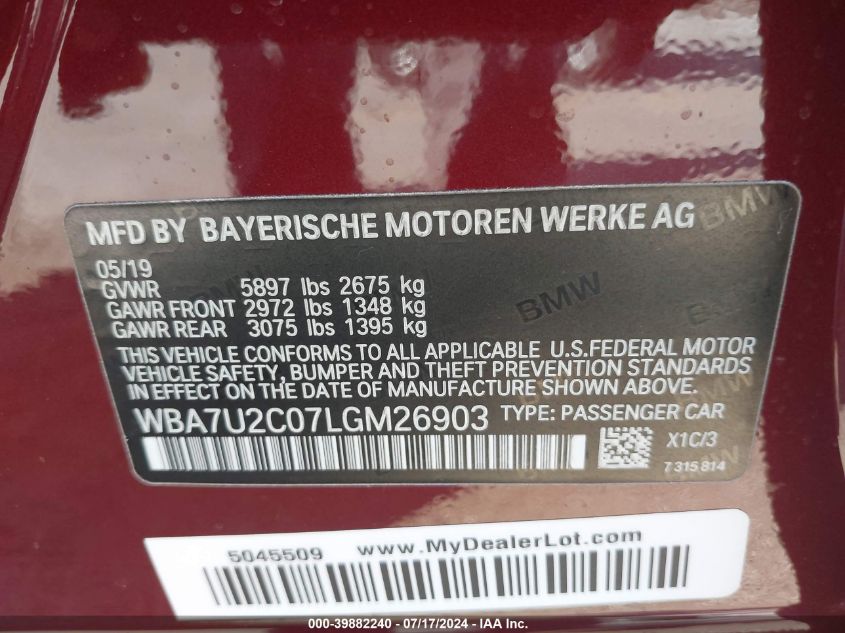 MFD BY BAYERISCHE MOTOREN WERKE AG
05/19
GVWR 5897 lbs 2675 kg
GAWR FRONT 2972 lbs 1348 kg
GAWR REAR 3075 lbs 1395 kg
THIS VEHICLE CONFORMS TO ALL APPLICABLE U.S.FEDERAL MOTOR
VEHICLE SAFETY, BUMPER AND THEFT PREVENTION STANDARDS
IN EFFECT ON THE DATE OF MANUFACTURE SHOWN ABOVE.
WBA7U2C07LGM26903 TYPE: PASSENGER CAR
X1C/3
7315814
BMW
BMW
5045509 www.MyDealerLot.com
000-39882240 - 07/17/2024 - IAA Inc.